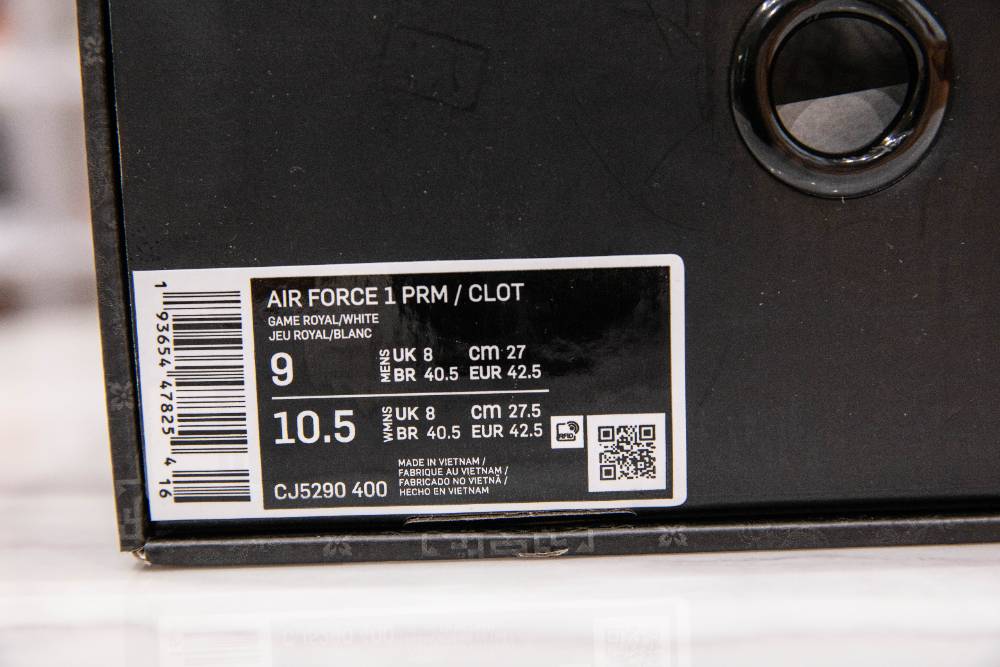 AIR FORCE 1 PRM / CLOT
GAME ROYAL/WHITE
JEU ROYAL/BLANC
9 MENS UK 8 cm 27
BR 40.5 EUR 42.5
10.5 WMNS UK 8 cm 27.5
BR 40.5 EUR 42.5
RFID
MADE IN VIETNAM /
FABRIQUE AU VIETNAM /
FABRICADO NO VIETNÃ /
HECHO EN VIETNAM
CJ5290 400
1 93654 47825 4 16